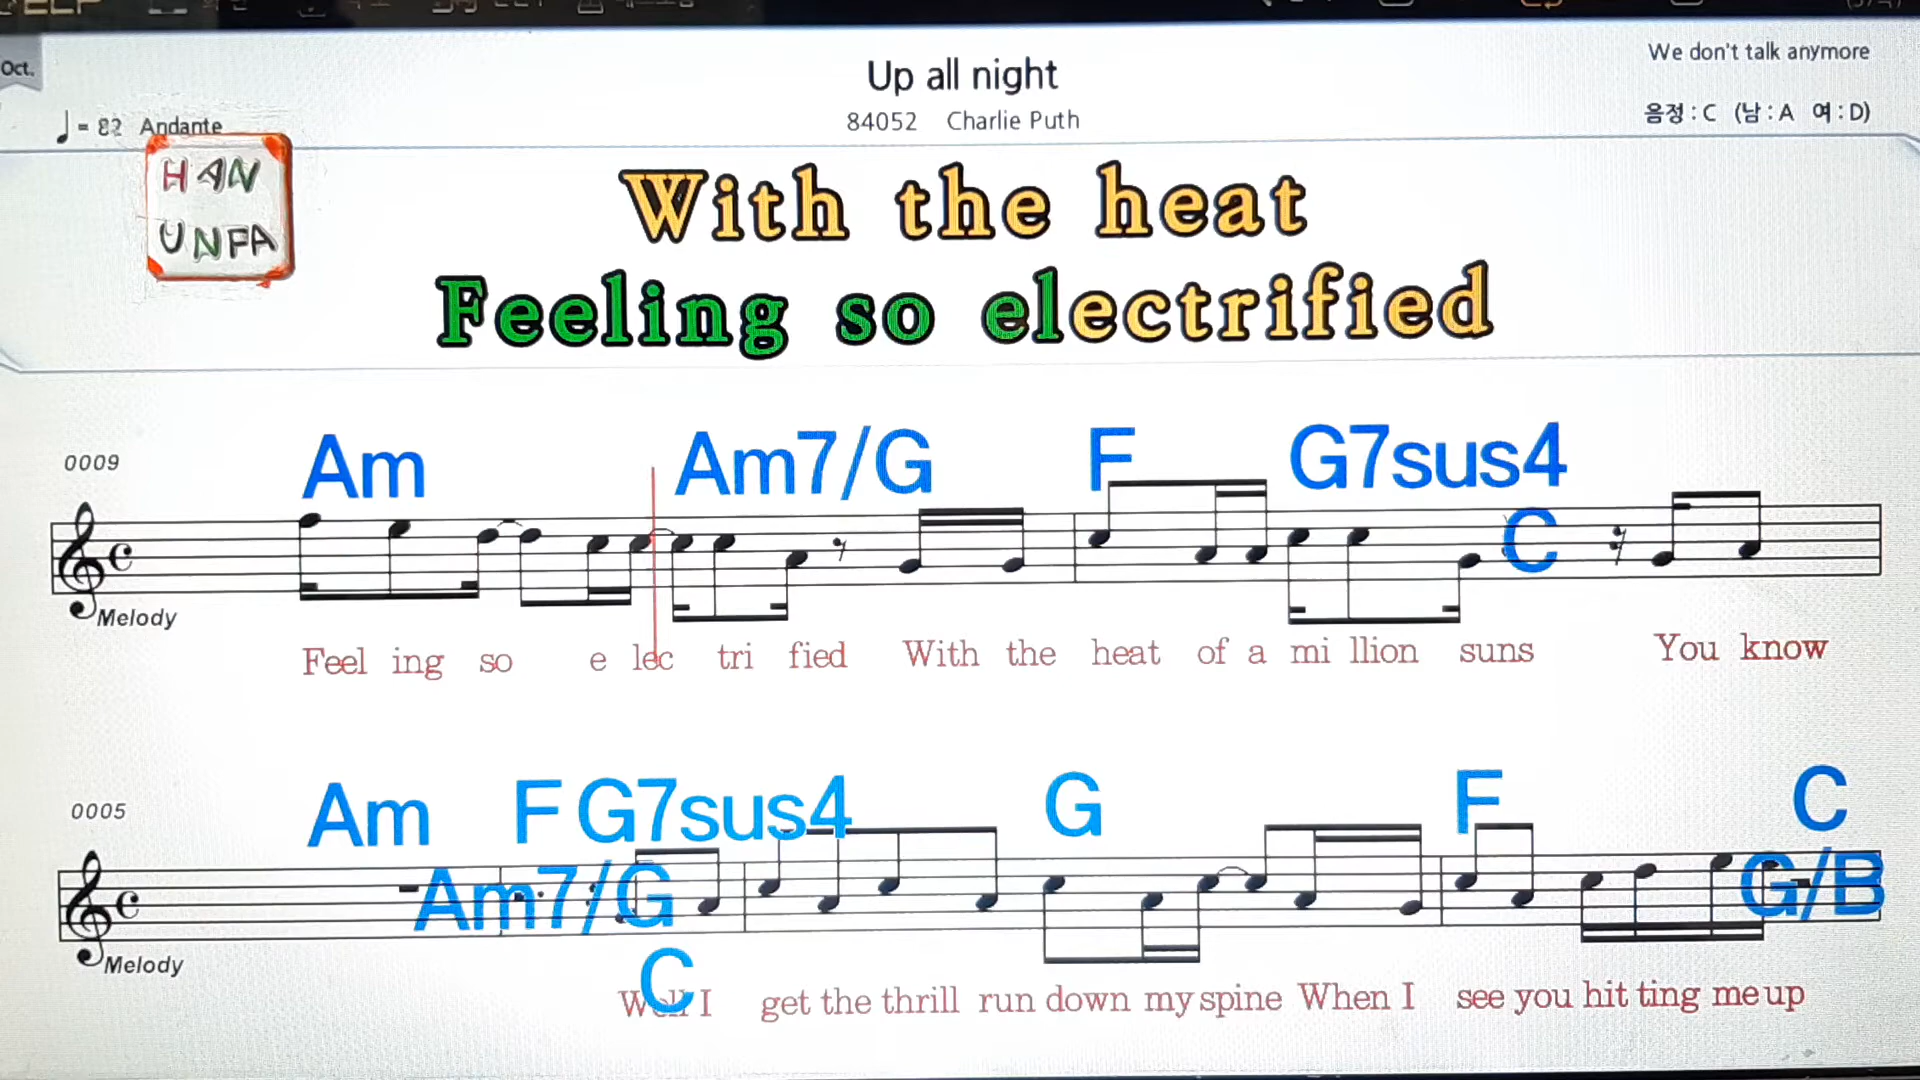 Oct.
Up all night
We don't talk anymore
♩ = 82 Andante
84052 Charlie Puth
음정 : C (남 : A 여 : D)
HAN
UNFA
With the heat
Feeling so electrified
0009
Am Am7/G F G7sus4
C
Melody
Feel ing so e lec tri fied With the heat of a mi llion suns You know
0005
Am F G7sus4 G F C
Am7/G G/B
Melody
C
Well I get the thrill run down my spine When I see you hit ting me up